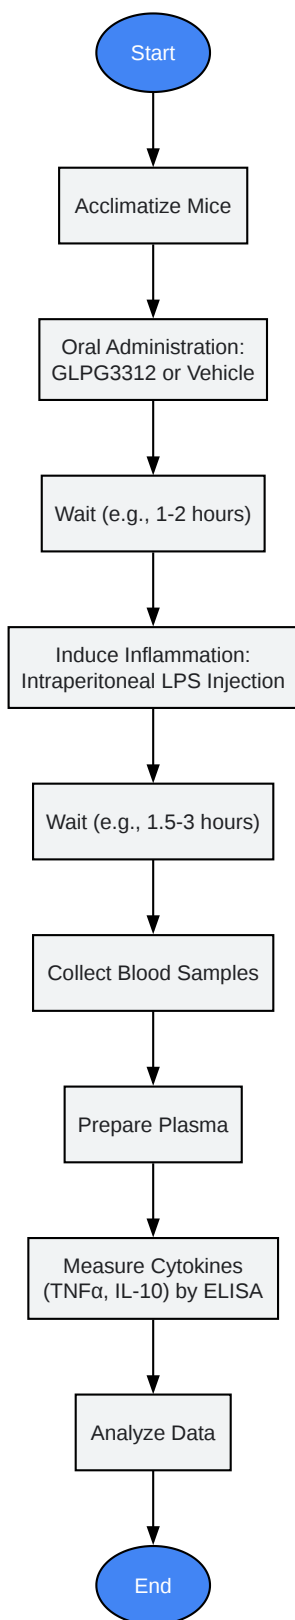 Start
Acclimatize Mice
Oral Administration:
GLPG3312 or Vehicle
Wait (e.g., 1-2 hours)
Induce Inflammation:
Intraperitoneal LPS Injection
Wait (e.g., 1.5-3 hours)
Collect Blood Samples
Prepare Plasma
Measure Cytokines
(TNFα, IL-10) by ELISA
Analyze Data
End